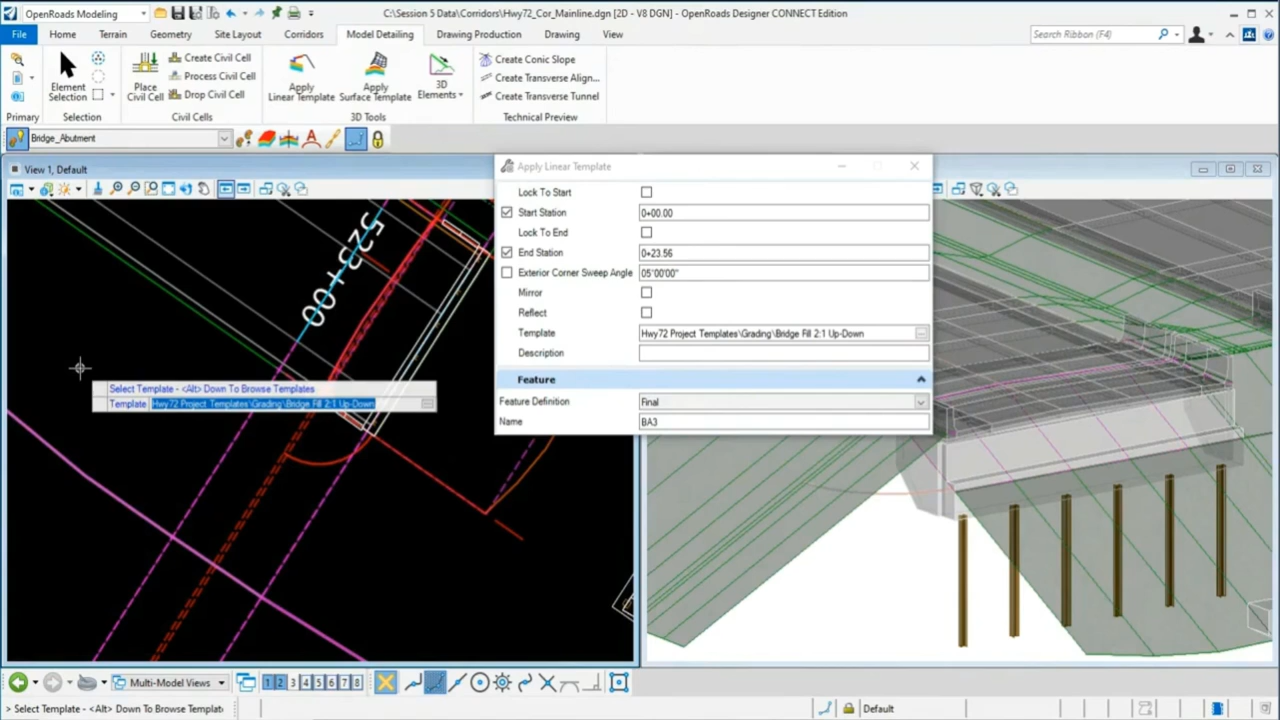 OpenRoads Modeling
C:\Session 5 Data\Corridors\Hwy72_Cor_Mainline.dgn [2D - V8 DGN] - OpenRoads Designer CONNECT Edition
File Home Terrain Geometry Site Layout Corridors Model Detailing Drawing Production Drawing View
Search Ribbon (F4)
Element Selection
Place Civil Cell
Create Civil Cell
Process Civil Cell
Drop Civil Cell
Apply Linear Template
Apply Surface Template
3D Elements
Create Conic Slope
Create Transverse Align...
Create Transverse Tunnel
Primary Selection Civil Cells 3D Tools Technical Preview
Bridge_Abutment
View 1, Default
523+00
Select Template - <Alt> Down To Browse Templates
Template Hwy72 Project Templates\Grading\Bridge Fill 2:1 Up-Down
Apply Linear Template
Lock To Start
Start Station 0+00.00
Lock To End
End Station 0+23.56
Exterior Corner Sweep Angle 05°00'00"
Mirror
Reflect
Template Hwy72 Project Templates\Grading\Bridge Fill 2:1 Up-Down
Description
Feature
Feature Definition Final
Name BA3
Multi-Model Views 1 2 3 4 5 6 7 8
> Select Template - <Alt> Down To Browse Templat
Default